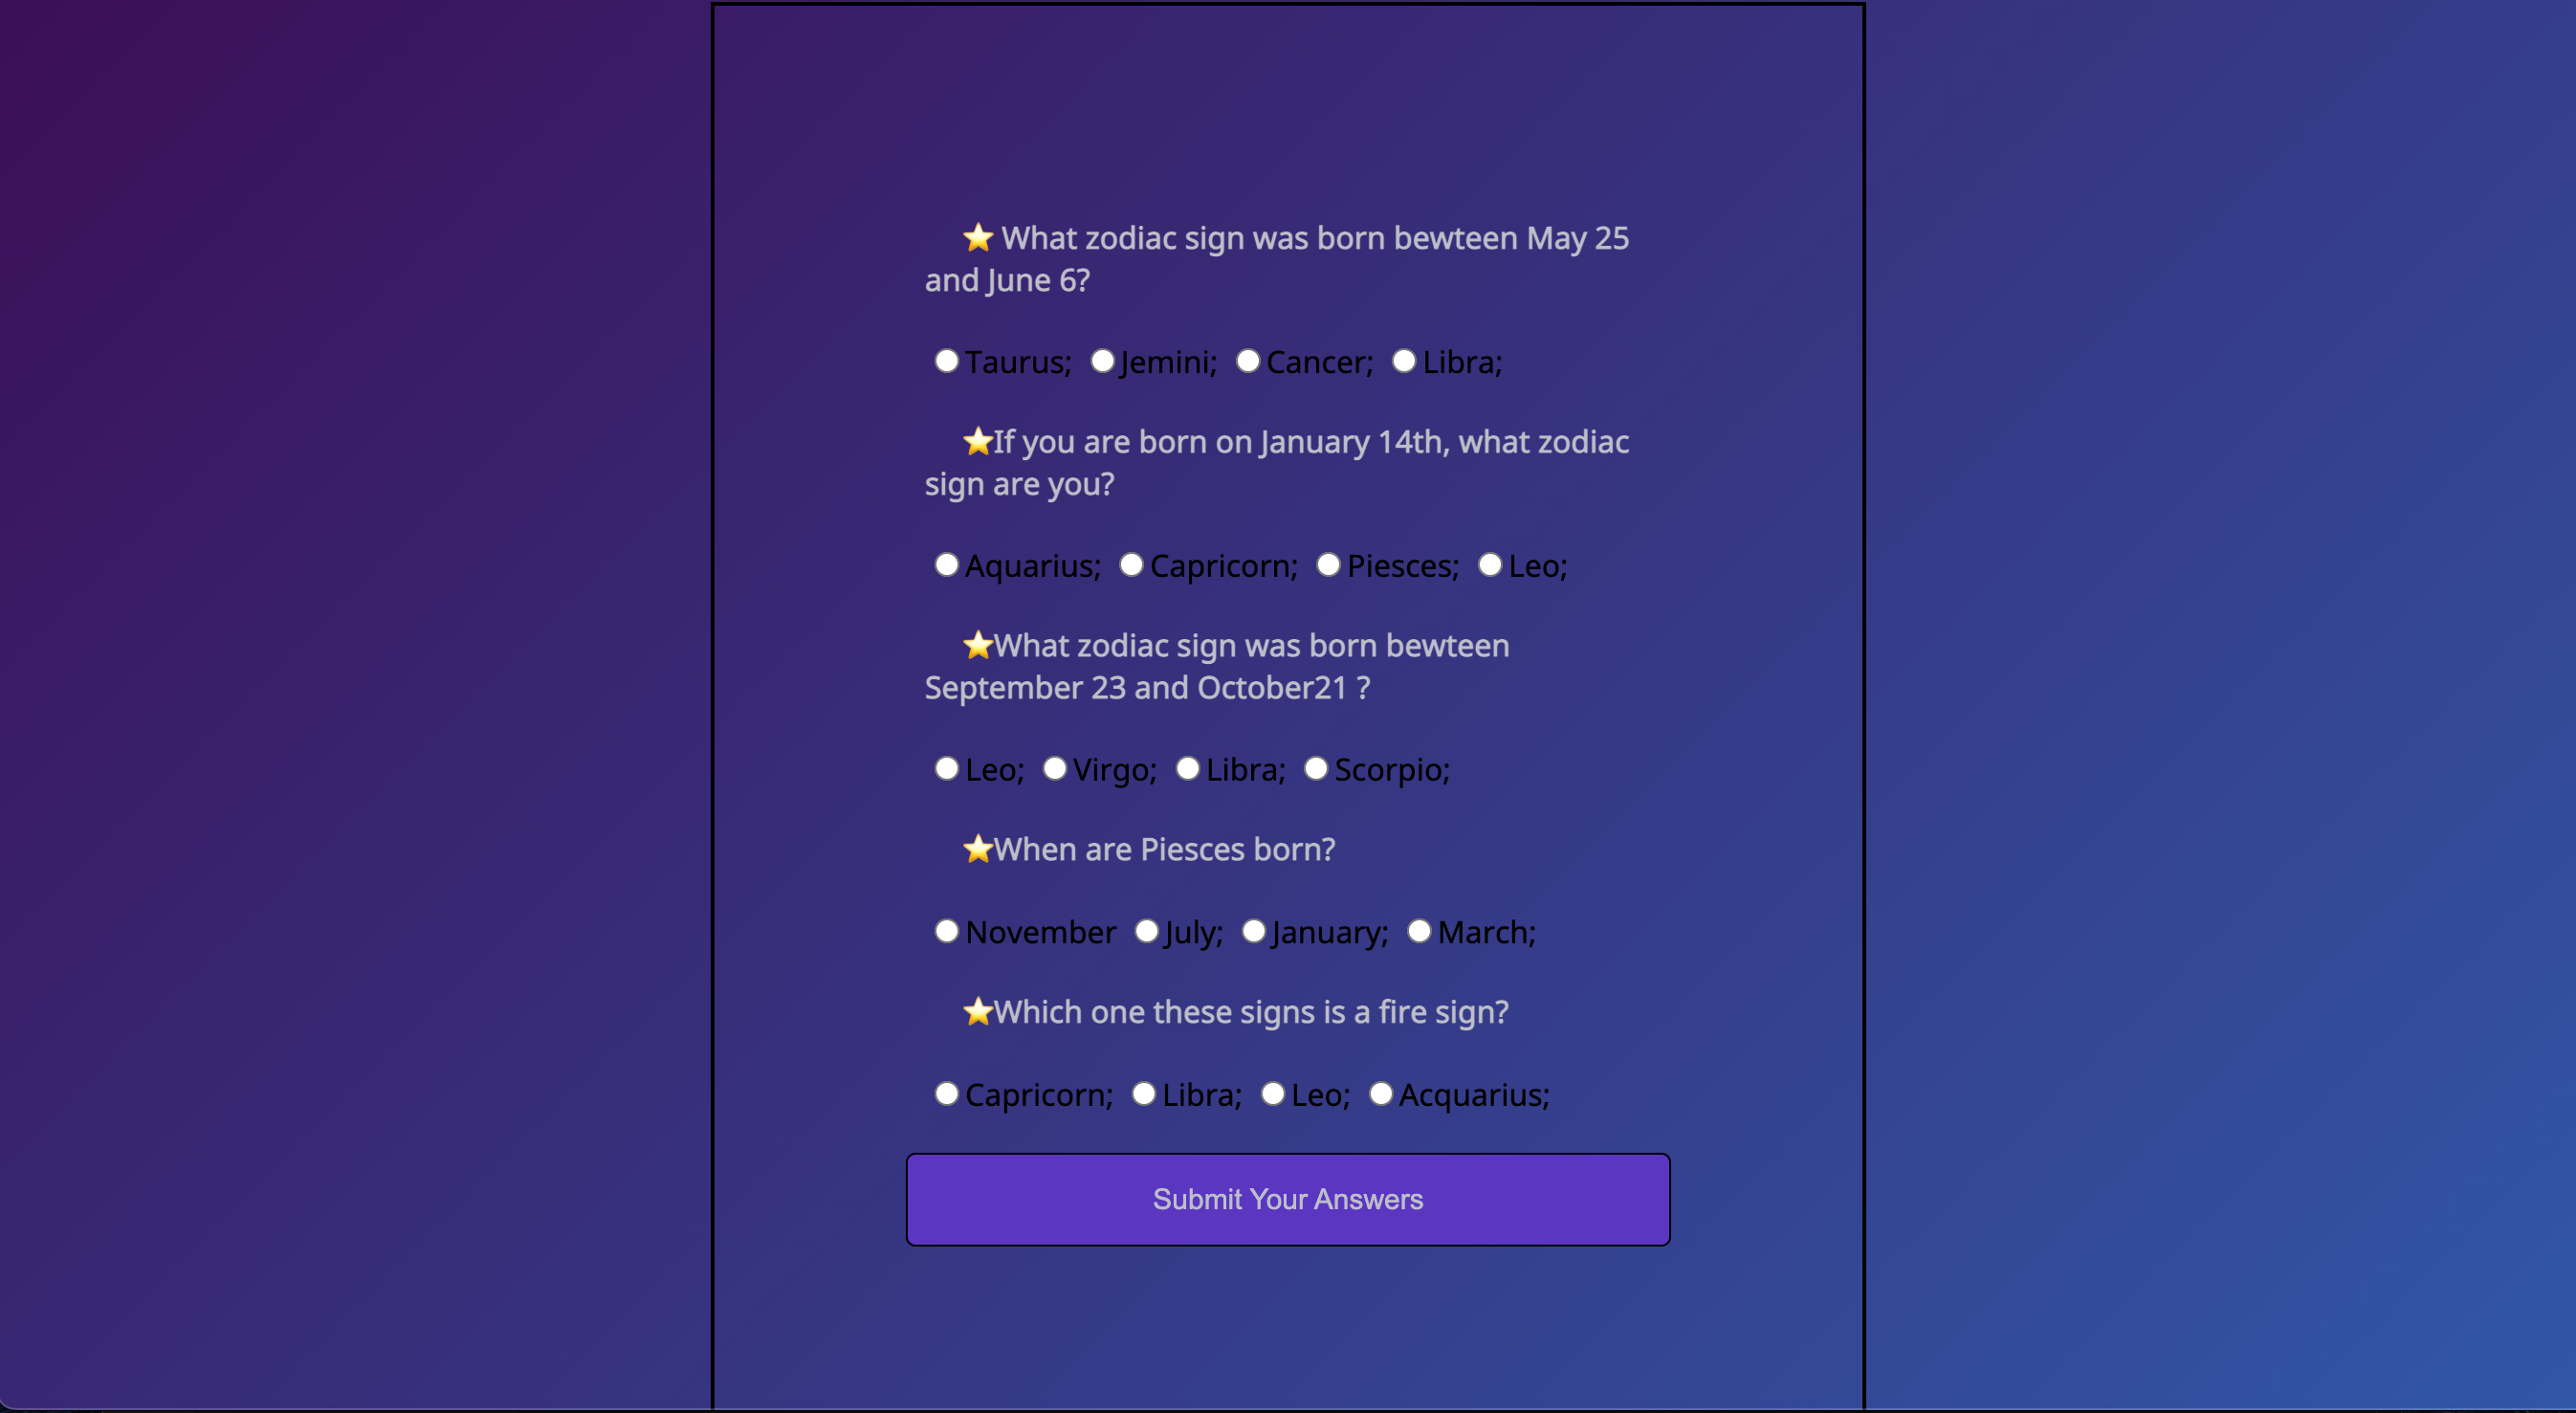 ⭐ What zodiac sign was born bewteen May 25
and June 6?
Taurus; Jemini; Cancer; Libra;
⭐If you are born on January 14th, what zodiac
sign are you?
Aquarius; Capricorn; Piesces; Leo;
⭐What zodiac sign was born bewteen
September 23 and October21 ?
Leo; Virgo; Libra; Scorpio;
⭐When are Piesces born?
November July; January; March;
⭐Which one these signs is a fire sign?
Capricorn; Libra; Leo; Acquarius;
Submit Your Answers